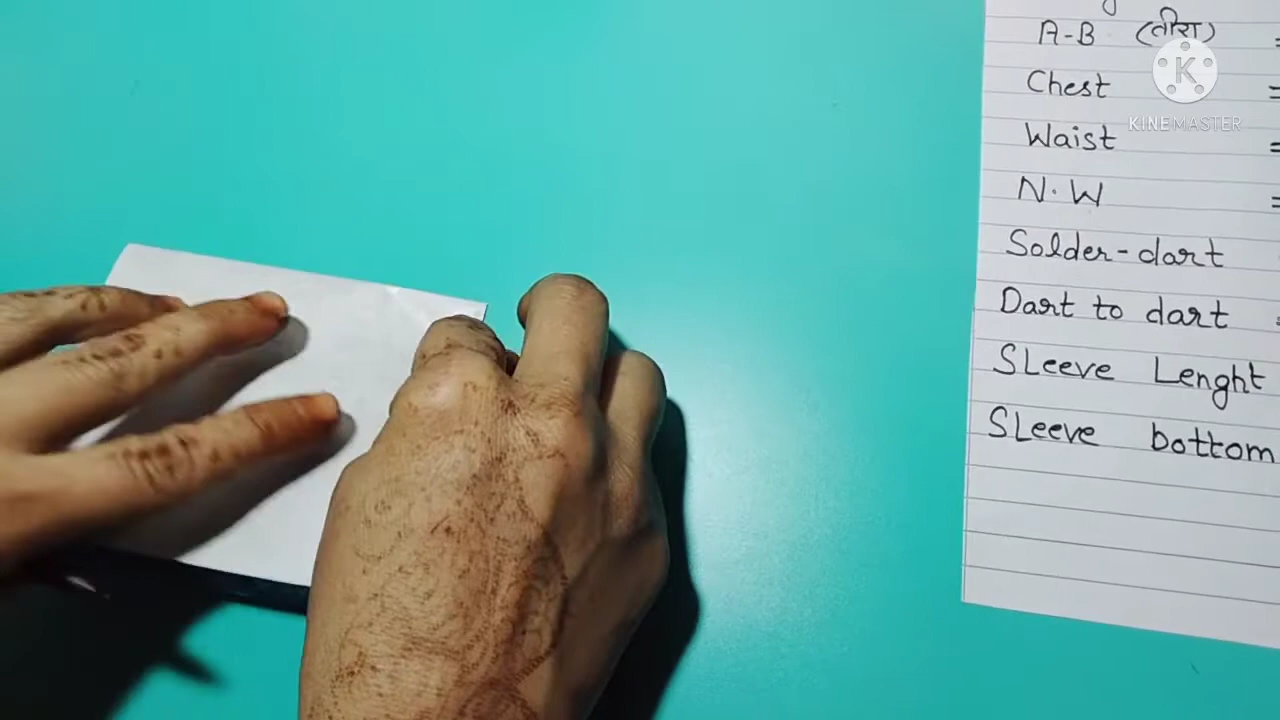 A-B (तीरा) =
Chest =
Waist =
N.W =
Solder-dart
Dart to dart =
SLeeve Lenght
SLeeve bottom
K
KINEMASTER